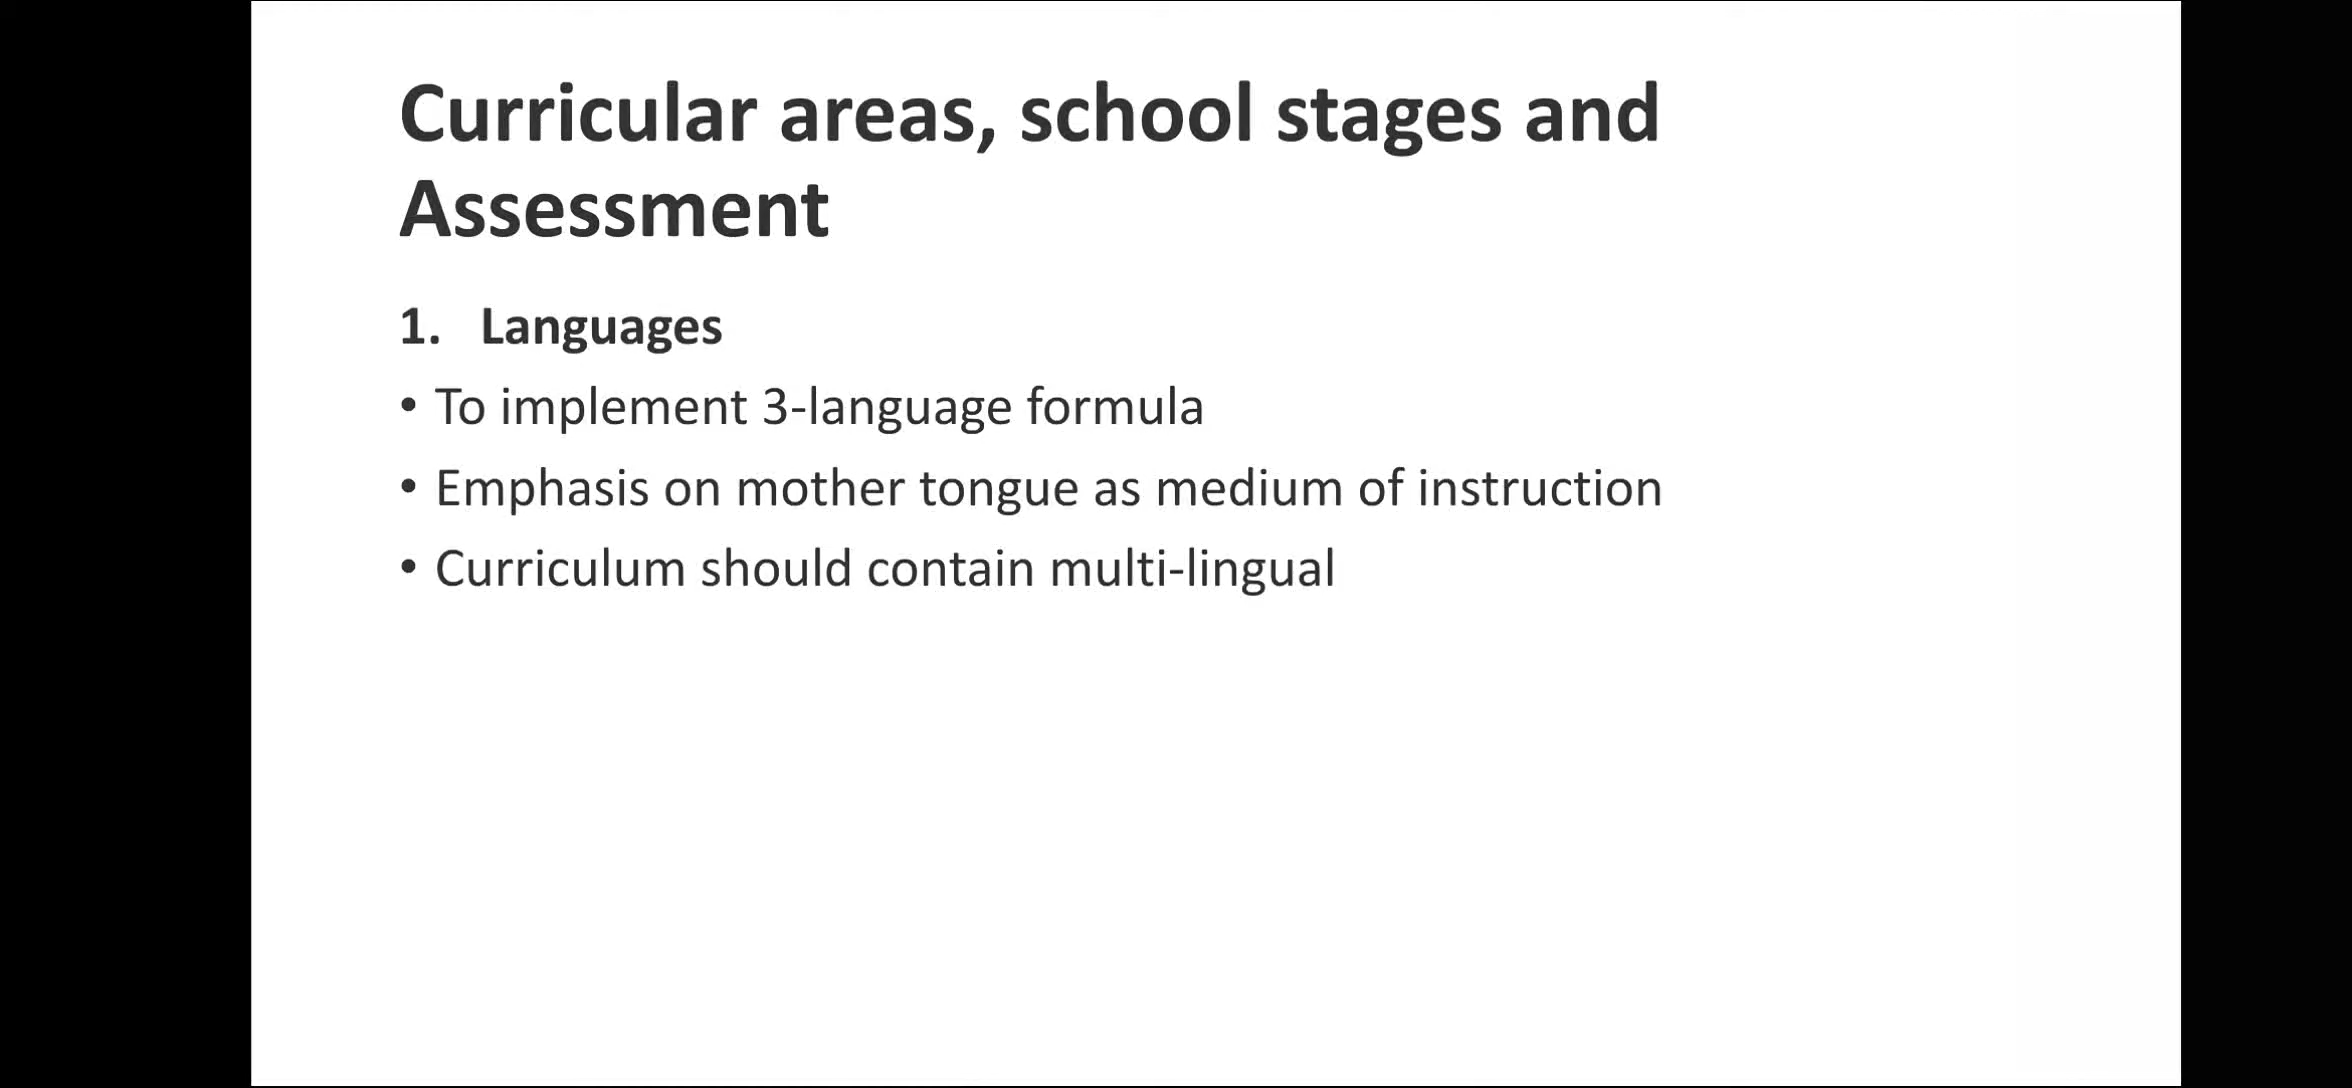 Curricular areas, school stages and
Assessment
1. Languages
• To implement 3-language formula
• Emphasis on mother tongue as medium of instruction
• Curriculum should contain multi-lingual